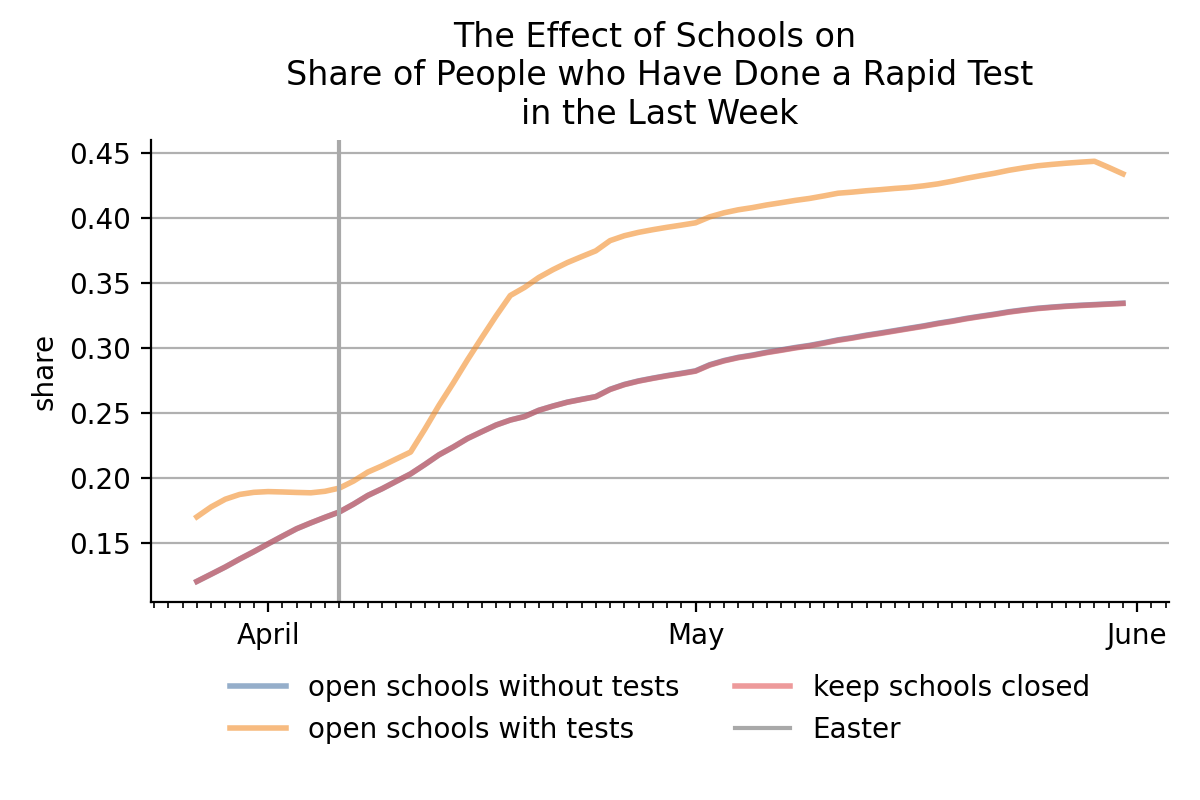 The Effect of Schools on
Share of People who Have Done a Rapid Test
in the Last Week
share
0.45
0.40
0.35
0.30
0.25
0.20
0.15
April May June
open schools without tests keep schools closed
open schools with tests Easter